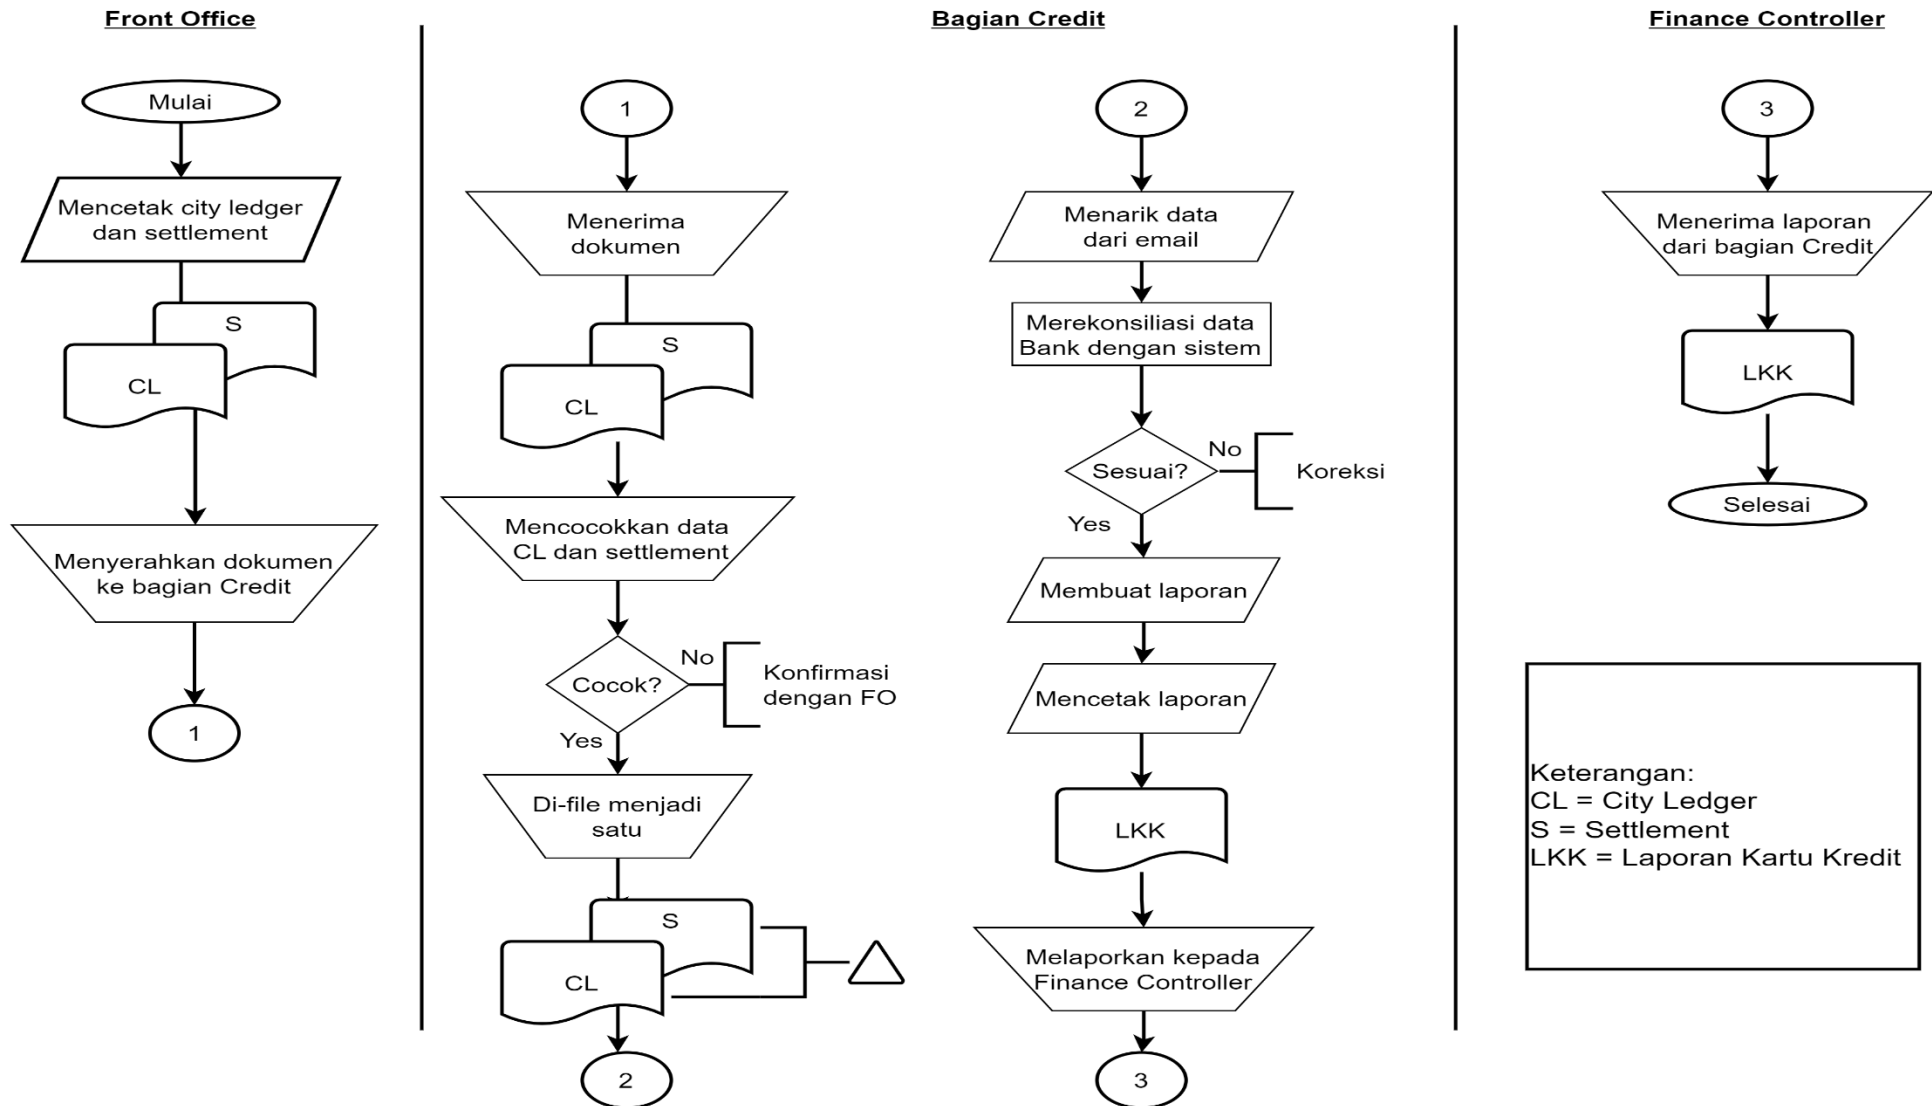 Front Office
Mulai
Mencetak city ledger
dan settlement
S
CL
Menyerahkan dokumen
ke bagian Credit
1
Bagian Credit
1
Menerima
dokumen
S
CL
Mencocokkan data
CL dan settlement
Cocok?
No
Konfirmasi
dengan FO
Yes
Di-file menjadi
satu
S
CL
2
2
Menarik data
dari email
Merekonsiliasi data
Bank dengan sistem
Sesuai?
No
Koreksi
Yes
Membuat laporan
Mencetak laporan
LKK
Melaporkan kepada
Finance Controller
3
Finance Controller
3
Menerima laporan
dari bagian Credit
LKK
Selesai
Keterangan:
CL = City Ledger
S = Settlement
LKK = Laporan Kartu Kredit